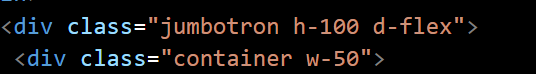 <div class="jumbotron h-100 d-flex">
<div class="container w-50">